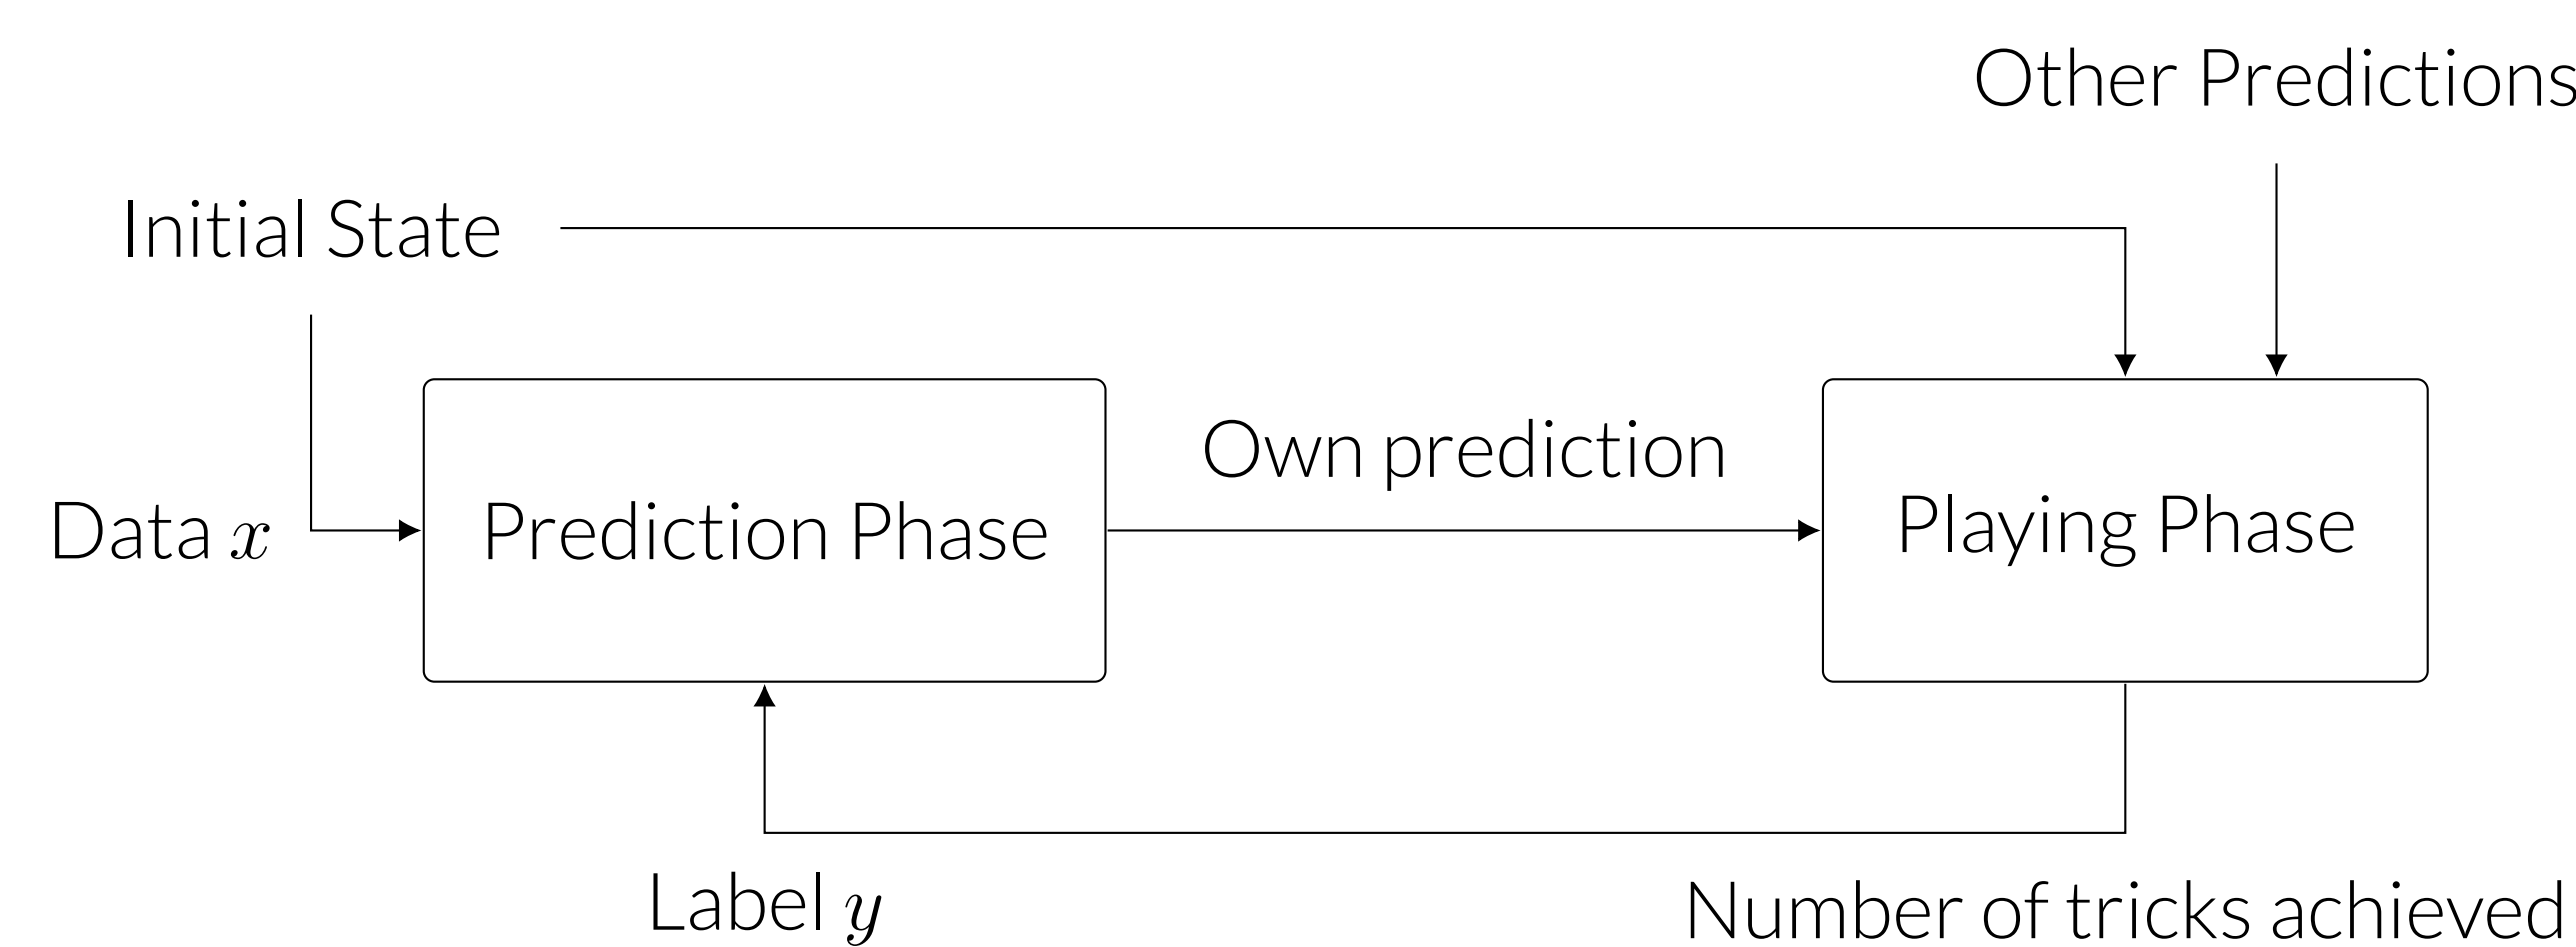 Other Predictions
Initial State
Own prediction
Data x
Prediction Phase
Playing Phase
Label y
Number of tricks achieved